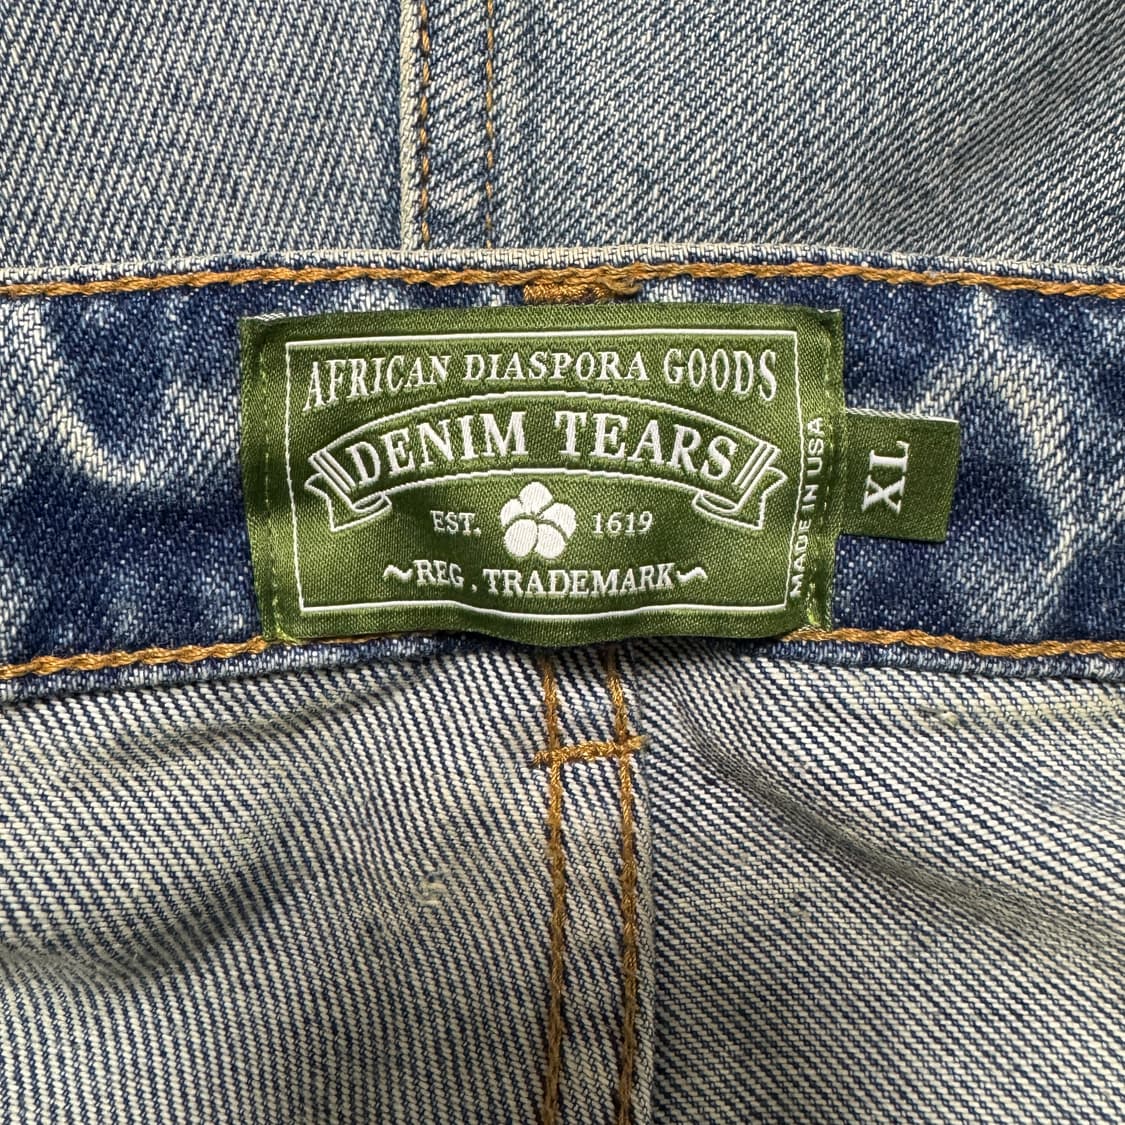 AFRICAN DIASPORA GOODS
DENIM TEARS
EST. 1619
~REG. TRADEMARK~
MADE IN USA
XL